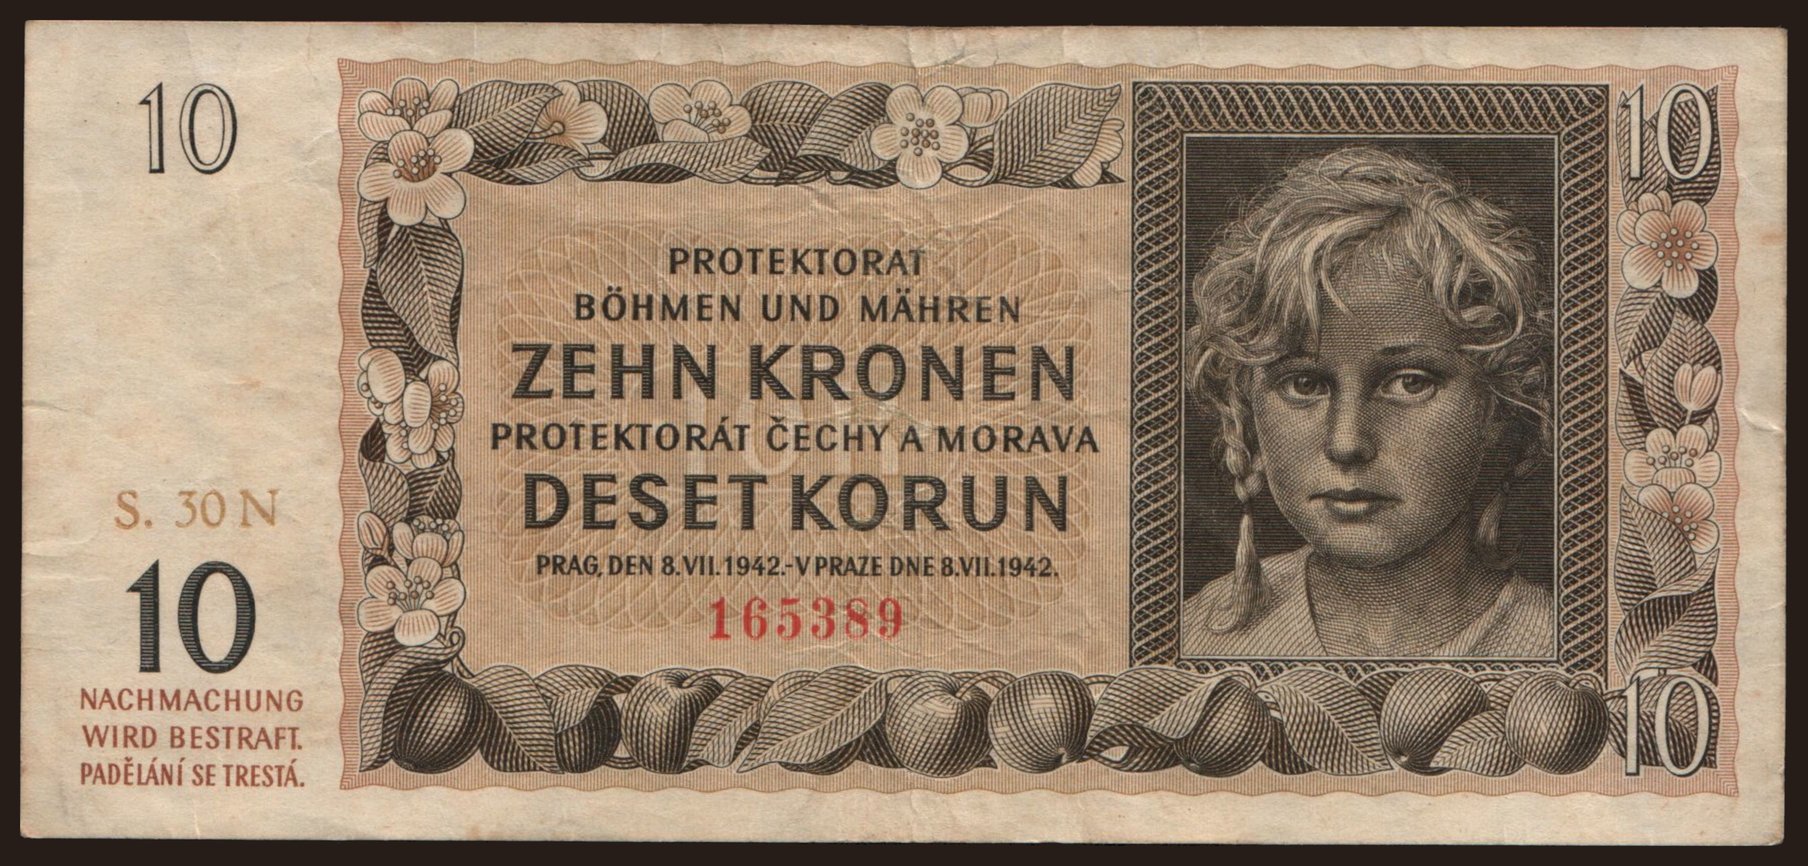 10
10
PROTEKTORAT
BÖHMEN UND MÄHREN
ZEHN KRONEN
PROTEKTORÁT ČECHY A MORAVA
DESET KORUN
PRAG, DEN 8.VII.1942.-V PRAZE DNE 8.VII.1942.
165389
S. 30 N
10
NACHMACHUNG
WIRD BESTRAFT.
PADĚLÁNÍ SE TRESTÁ.
10